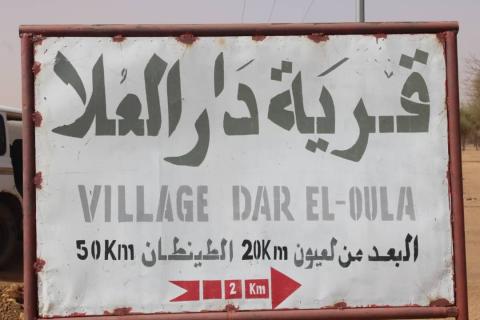 قرية دار العلا
VILLAGE DAR EL-OULA
البعد من لعيون 20Km الطينطان 50Km
2 Km